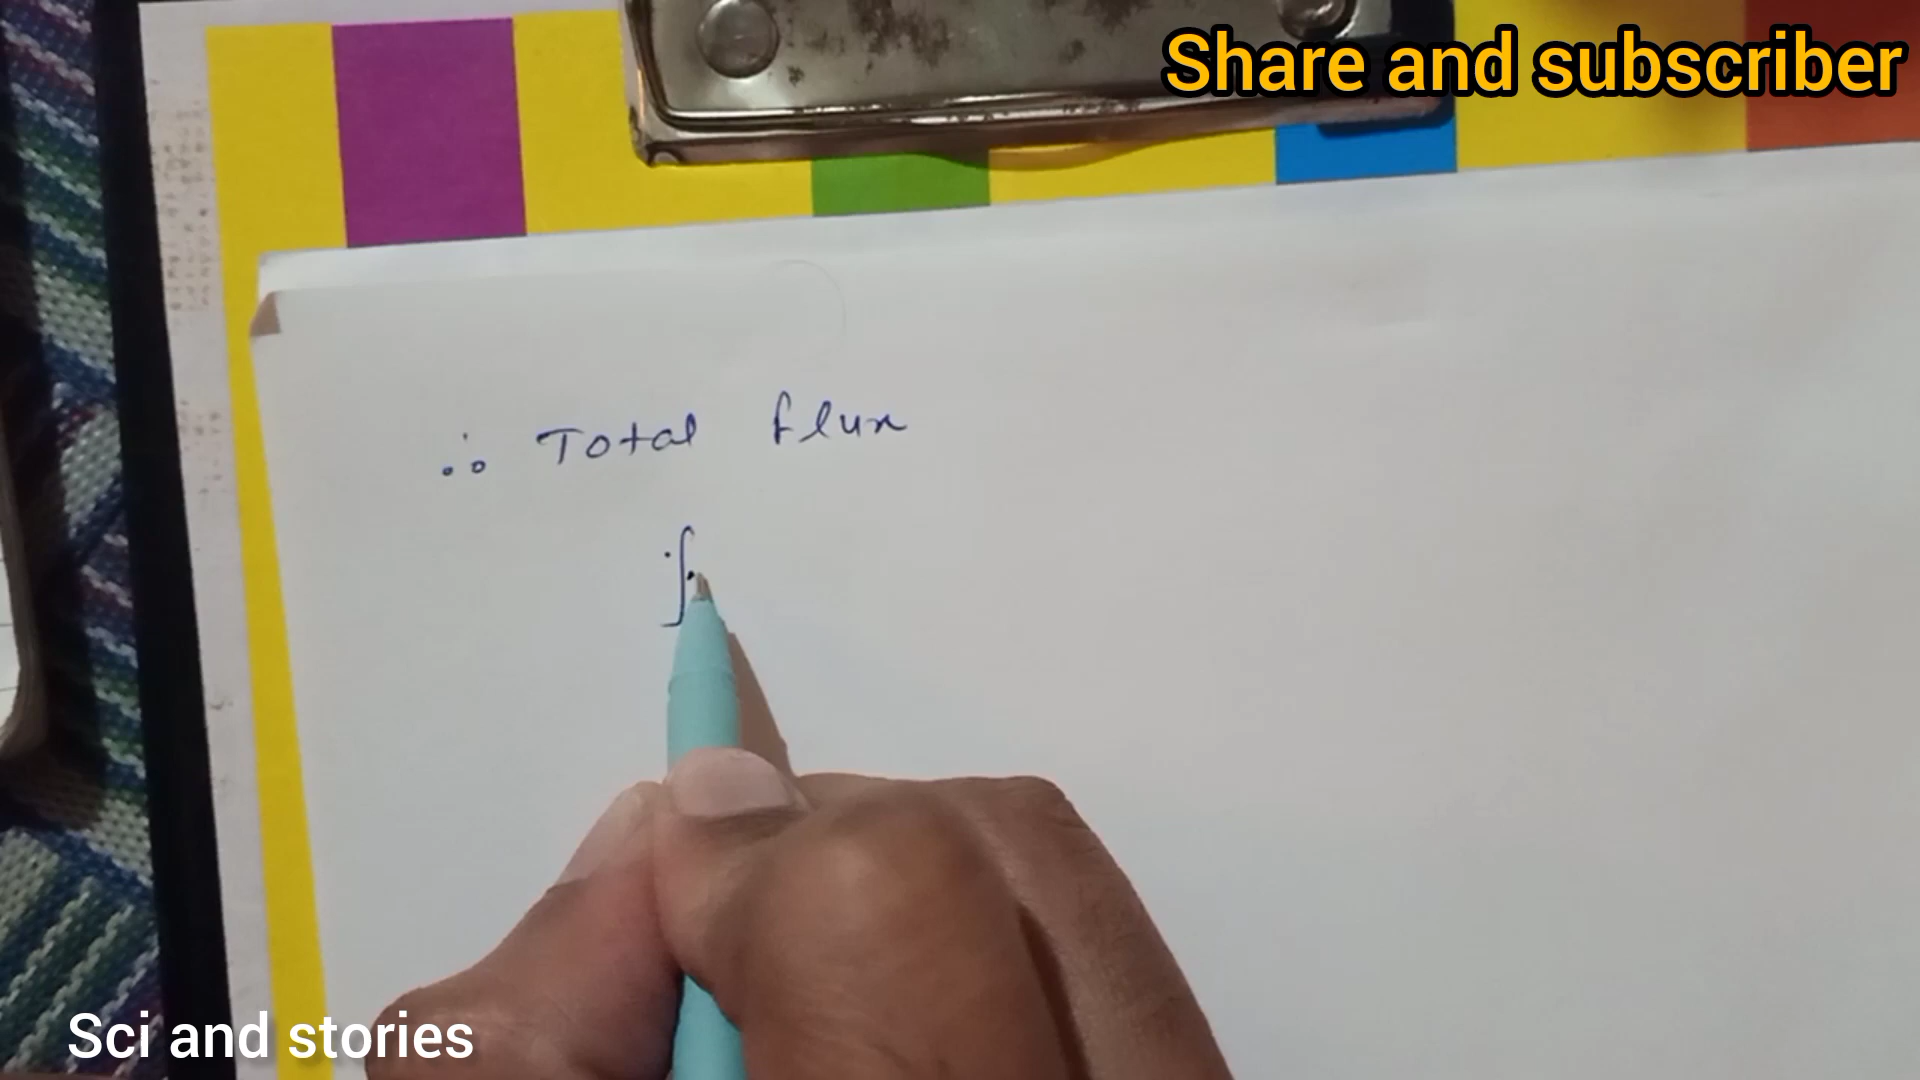 Share and subscriber
∴ Total flux
∫
Sci and stories